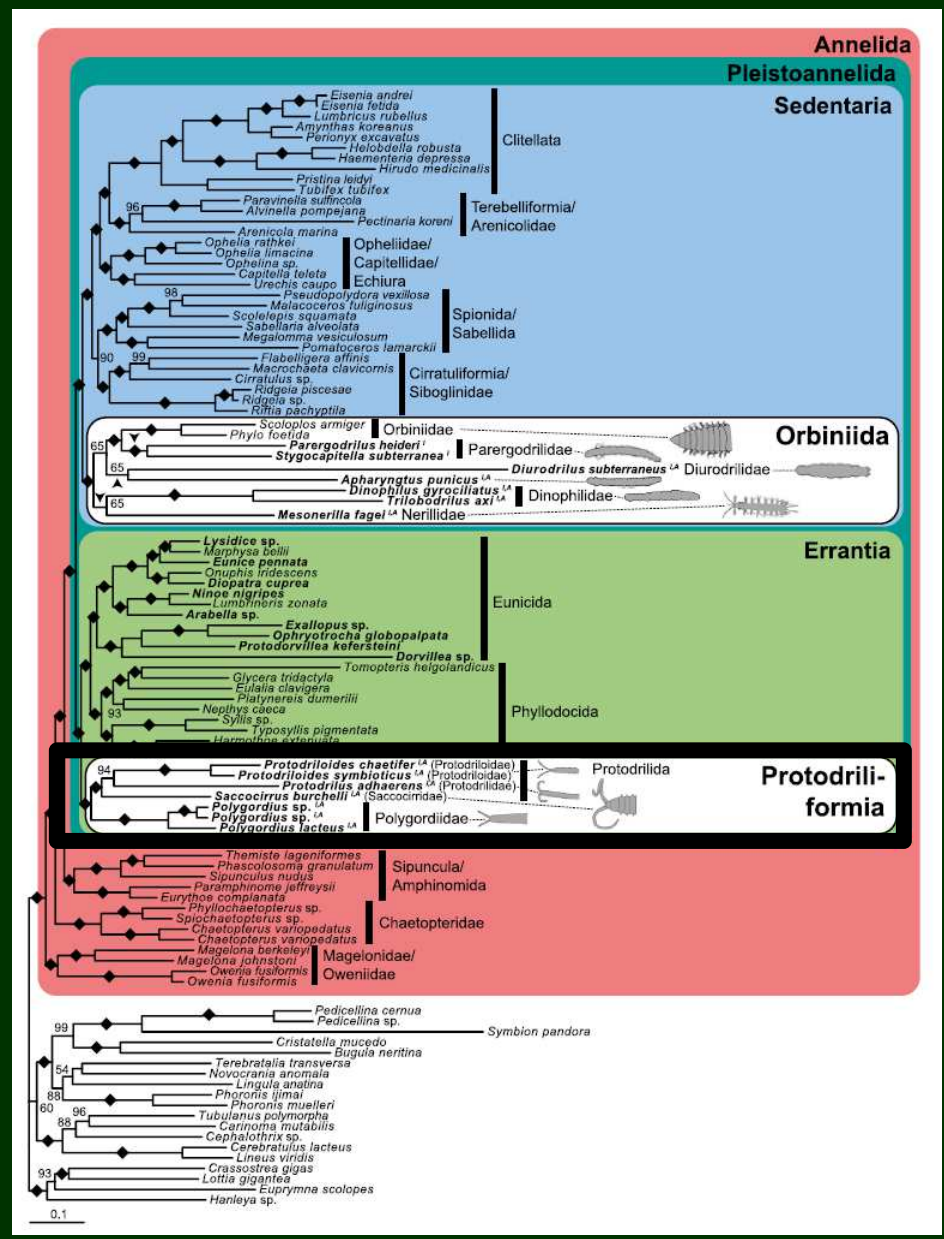 Annelida
Pleistoannelida
Sedentaria
Eisenia andrei
Eisenia fetida
Lumbricus rubellus
Amynthas koreanus
Perionyx excavatus
Helobdella robusta
Haementeria depressa
Hirudo medicinalis
Pristina leidyi
Tubifex tubifex
Clitellata
Paravinella sulfincola
Alvinella pompejana
Pectinaria koreni
Arenicola marina
96
Terebelliformia/
Arenicolidae
Ophelia rathkei
Ophelia limacina
Ophelina sp.
Capitella teleta
Urechis caupo
Opheliidae/
Capitellidae/
Echiura
98
Pseudopolydora vexillosa
Malacoceros fuliginosus
Scolelepis squamata
Sabellaria alveolata
Megalomma vesiculosum
Pomatoceros lamarckii
Spionida/
Sabellida
90
99
Flabelligera affinis
Macrochaeta clavicornis
Cirratulus sp.
Ridgeia piscesae
Ridgeia sp.
Riftia pachyptila
Cirratuliformia/
Siboglinidae
Orbiniida
Scoloplos armiger
Phylo foetida
Orbiniidae
65
Parergodrilus heideri I
Stygocapitella subterranea I
Parergodrilidae
65
Diurodrilus subterraneus I,A Diurodrilidae
Apharyngtus punicus I,A
Dinophilus gyrociliatus I,A
Trilobodrilus axi I,A
Dinophilidae
65
Mesonerilla fagei I,A Nerillidae
Errantia
Lysidice sp.
Marphysa bellii
Eunice pennata
Onuphis iridescens
Diopatra cuprea
Ninoe nigripes
Lumbrineris zonata
Arabella sp.
Exallopus sp.
Ophryotrocha globopalpata
Protodorvillea kefersteini
Dorvillea sp.
Eunicida
Tomopteris helgolandicus
Glycera tridactyla
Eulalia clavigera
Platynereis dumerilii
Nepthys caeca
93
Syllis sp.
Typosyllis pigmentata
Harmothoe extenuata
Phyllodocida
Protodrili-
formia
94
Protodriloides chaetifer I,A (Protodriloidae)
Protodriloides symbioticus I,A (Protodriloidae)
Protodrilus adhaerens I,A (Protodrilidae)
Saccocirrus burchelli I,A (Saccocirridae)
Protodrilida
Polygordius sp. I,A
Polygordius sp. I,A
Polygordius lacteus I,A
Polygordiidae
Themiste lageniformes
Phascolosoma granulatum
Sipunculus nudus
Paramphinome jeffreysii
Eurythoe complanata
Sipuncula/
Amphinomida
Phyllochaetopterus sp.
Spiochaetopterus sp.
Chaetopterus variopedatus
Chaetopterus variopedatus
Chaetopteridae
Magelona berkeleyi
Magelona johnstoni
Owenia fusiformis
Owenia fusiformis
Magelonidae/
Oweniidae
Pedicellina cernua
Pedicellina sp.
Symbion pandora
99
Cristatella mucedo
Bugula neritina
54
Terebratalia transversa
Novocrania anomala
Lingula anatina
88
Phoronis ijimai
Phoronis muelleri
60
96
Tubulanus polymorpha
88
Carinoma mutabilis
Cephalothrix sp.
Cerebratulus lacteus
Lineus viridis
93
Crassostrea gigas
Lottia gigantea
Euprymna scolopes
Hanleya sp.
0.1